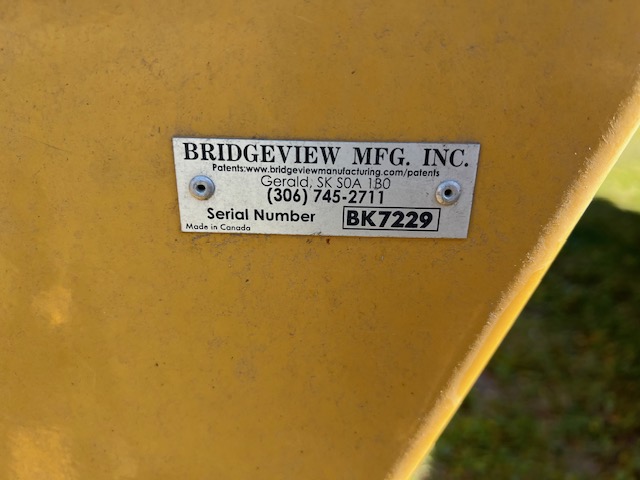 BRIDGEVIEW MFG. INC.
Patents:www.bridgeviewmanufacturing.com/patents
Gerald, SK S0A 1B0
(306) 745-2711
Serial Number BK7229
Made in Canada